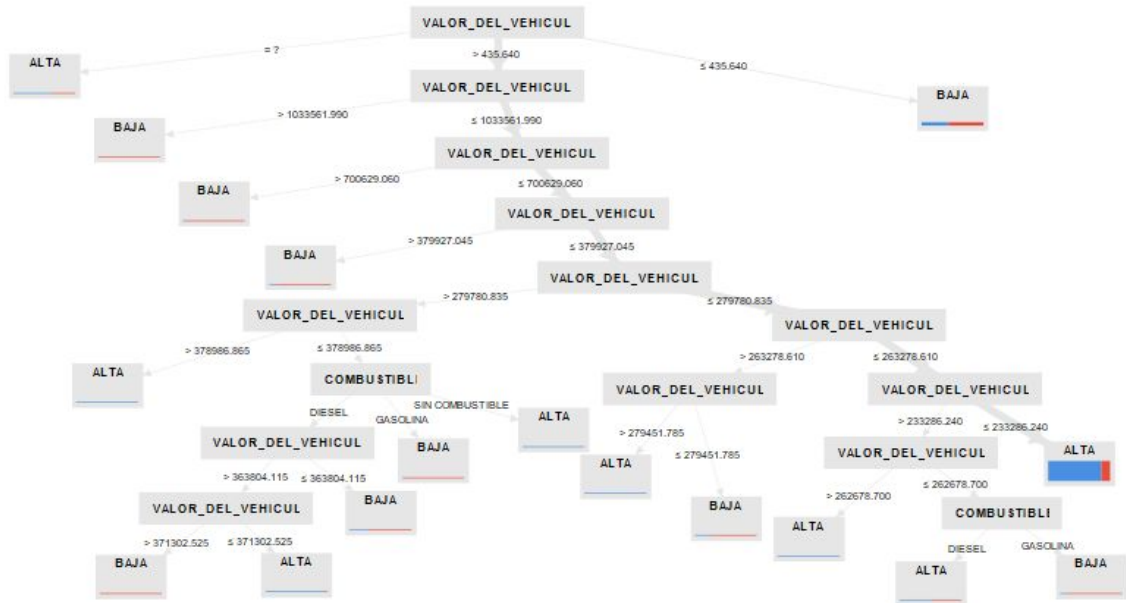 VALOR_DEL_VEHICUL
= ?
> 435.640
≤ 435.640
ALTA
VALOR_DEL_VEHICUL
BAJA
> 1033561.990
≤ 1033561.990
BAJA
VALOR_DEL_VEHICUL
> 700629.060
≤ 700629.060
BAJA
VALOR_DEL_VEHICUL
> 379927.045
≤ 379927.045
BAJA
VALOR_DEL_VEHICUL
> 279780.835
≤ 279780.835
VALOR_DEL_VEHICUL
VALOR_DEL_VEHICUL
> 378986.865
≤ 378986.865
> 263278.610
≤ 263278.610
ALTA
COMBUSTIBLI
VALOR_DEL_VEHICUL
VALOR_DEL_VEHICUL
DIESEL
GASOLINA
SIN COMBUSTIBLE
> 279451.785
≤ 279451.785
> 233286.240
≤ 233286.240
VALOR_DEL_VEHICUL
BAJA
ALTA
ALTA
VALOR_DEL_VEHICUL
ALTA
> 363804.115
≤ 363804.115
> 262678.700
≤ 262678.700
VALOR_DEL_VEHICUL
BAJA
BAJA
ALTA
COMBUSTIBLI
> 371302.525
≤ 371302.525
DIESEL
GASOLINA
BAJA
ALTA
ALTA
BAJA